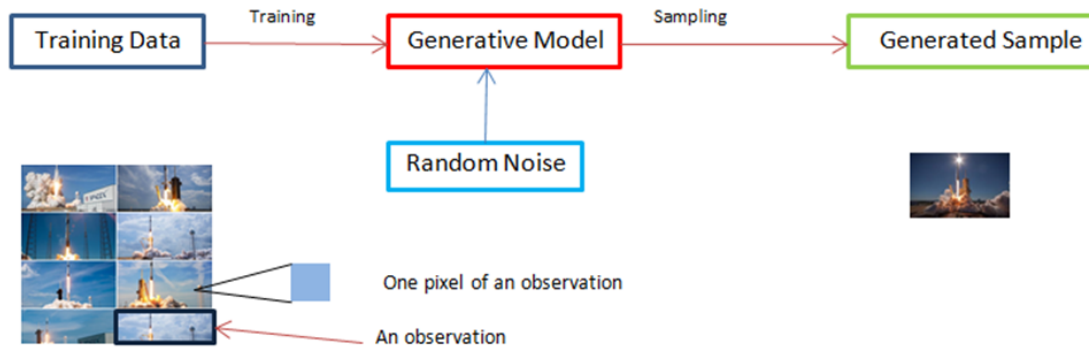 Training
Sampling
Training Data
Generative Model
Generated Sample
Random Noise
One pixel of an observation
An observation